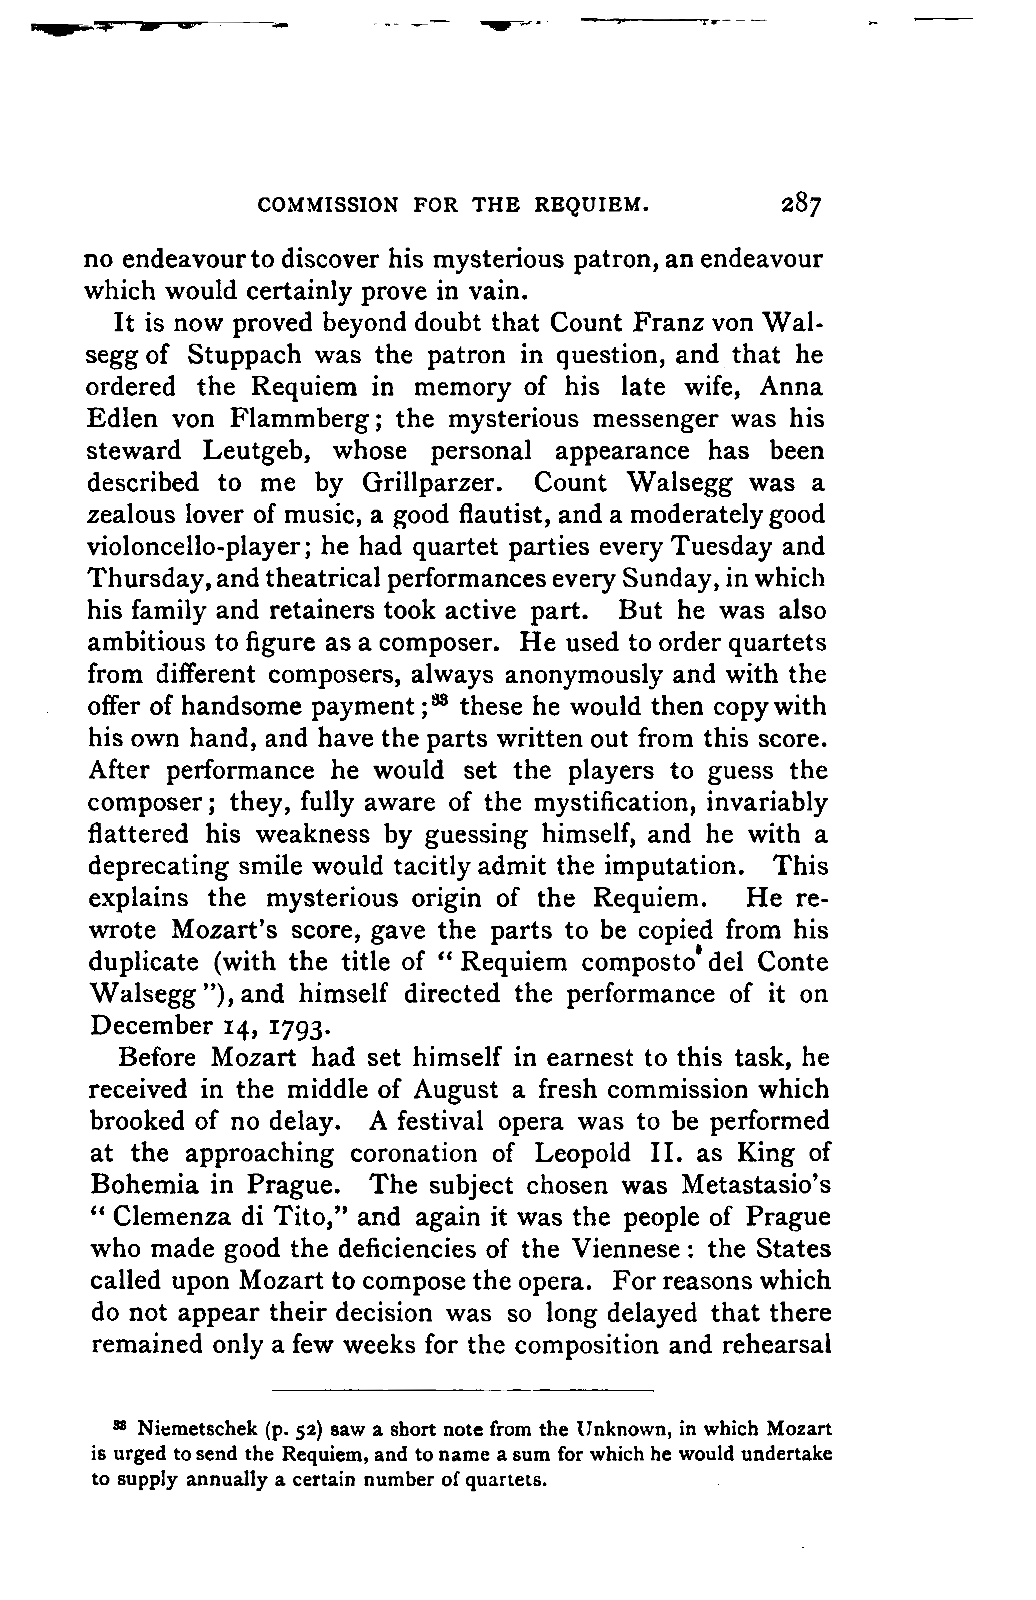 COMMISSION FOR THE REQUIEM. 287
no endeavour to discover his mysterious patron, an endeavour
which would certainly prove in vain.
It is now proved beyond doubt that Count Franz von Wal-
segg of Stuppach was the patron in question, and that he
ordered the Requiem in memory of his late wife, Anna
Edlen von Flammberg; the mysterious messenger was his
steward Leutgeb, whose personal appearance has been
described to me by Grillparzer. Count Walsegg was a
zealous lover of music, a good flautist, and a moderately good
violoncello-player; he had quartet parties every Tuesday and
Thursday, and theatrical performances every Sunday, in which
his family and retainers took active part. But he was also
ambitious to figure as a composer. He used to order quartets
from different composers, always anonymously and with the
offer of handsome payment;³³ these he would then copy with
his own hand, and have the parts written out from this score.
After performance he would set the players to guess the
composer; they, fully aware of the mystification, invariably
flattered his weakness by guessing himself, and he with a
deprecating smile would tacitly admit the imputation. This
explains the mysterious origin of the Requiem. He re-
wrote Mozart's score, gave the parts to be copied from his
duplicate (with the title of "Requiem composto del Conte
Walsegg"), and himself directed the performance of it on
December 14, 1793.
Before Mozart had set himself in earnest to this task, he
received in the middle of August a fresh commission which
brooked of no delay. A festival opera was to be performed
at the approaching coronation of Leopold II. as King of
Bohemia in Prague. The subject chosen was Metastasio's
"Clemenza di Tito," and again it was the people of Prague
who made good the deficiencies of the Viennese: the States
called upon Mozart to compose the opera. For reasons which
do not appear their decision was so long delayed that there
remained only a few weeks for the composition and rehearsal
³³ Niemetschek (p. 52) saw a short note from the Unknown, in which Mozart
is urged to send the Requiem, and to name a sum for which he would undertake
to supply annually a certain number of quartets.